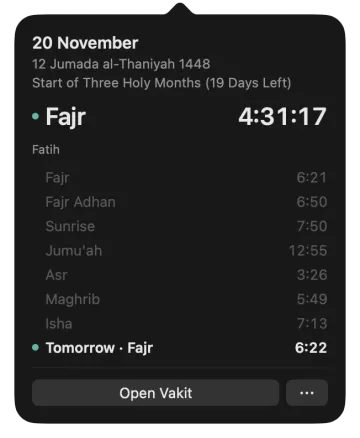 20 November
12 Jumada al-Thaniyah 1448
Start of Three Holy Months (19 Days Left)
Fajr 4:31:17
Fatih
Fajr 6:21
Fajr Adhan 6:50
Sunrise 7:50
Jumu'ah 12:55
Asr 3:26
Maghrib 5:49
Isha 7:13
Tomorrow · Fajr 6:22
Open Vakit ···